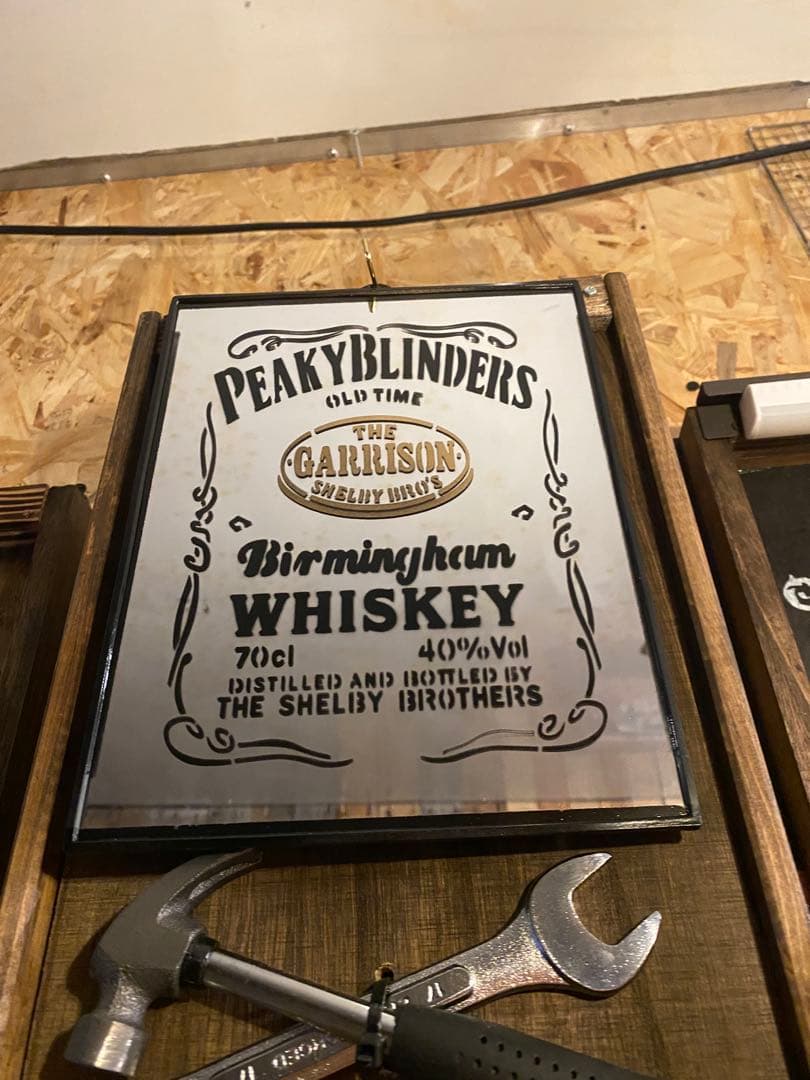 PEAKY BLINDERS
OLD TIME
THE
GARRISON
SHELBY BRO'S
Birmingham
WHISKEY
70cl 40%Vol
DISTILLED AND BOTTLED BY
THE SHELBY BROTHERS